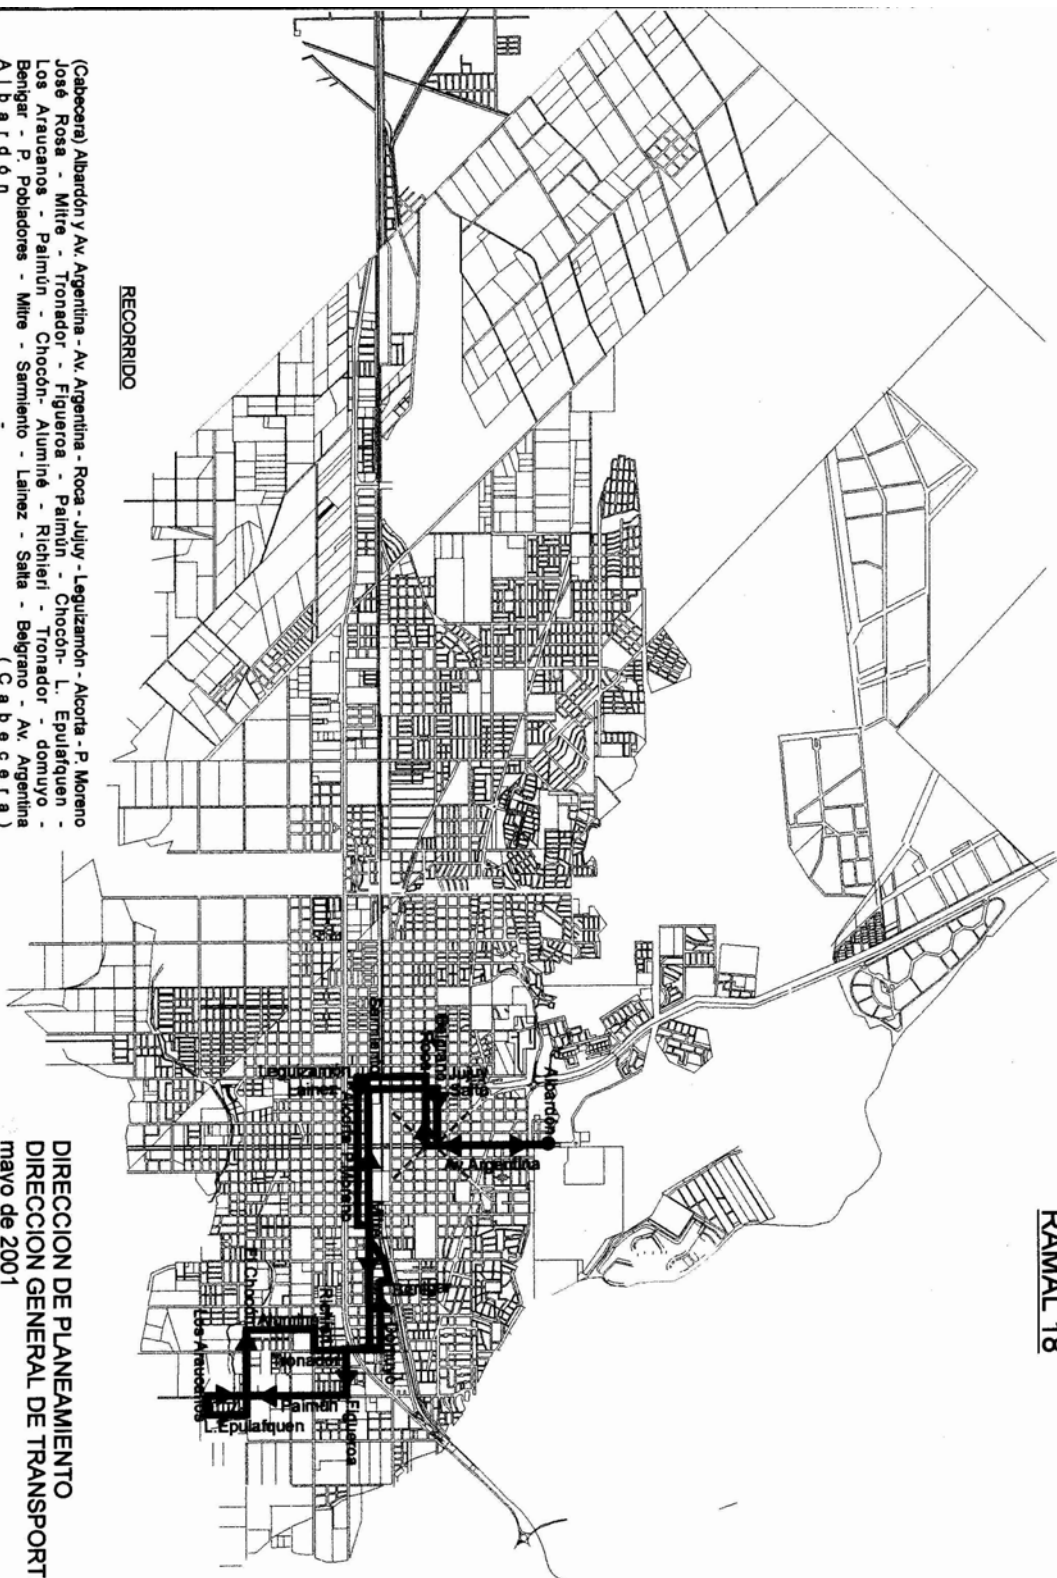 RAMAL 18
RECORRIDO
(Cabecera) Albardón y Av. Argentina - Av. Argentina - Roca - Jujuy - Leguizamón - Alcorta - P. Moreno
José Rosa - Mitre - Tronador - Figueroa - Paimún - Chocón- L. Epulafquen -
Los Araucanos - Paimún - Chocón- Aluminé - Richieri - Tronador - domuyo -
Benigar - P. Pobladores - Mitre - Sarmiento - Lainez - Salta - Belgrano - Av. Argentina
Albardón - (Cabecera)
Albardón
Jujuy
Salta
Belgrano
Roca
Av. Argentina
Sarmiento
Leguizamón
Lainez
Alcorta
P. Moreno
Mitre
Benigar
Domuyo
Richieri
El Chocón
Aluminé
Tronador
Los Araucanos
Paimún
Figueroa
L.Epulafquen
DIRECCION DE PLANEAMIENTO
DIRECCION GENERAL DE TRANSPORT
mayo de 2001